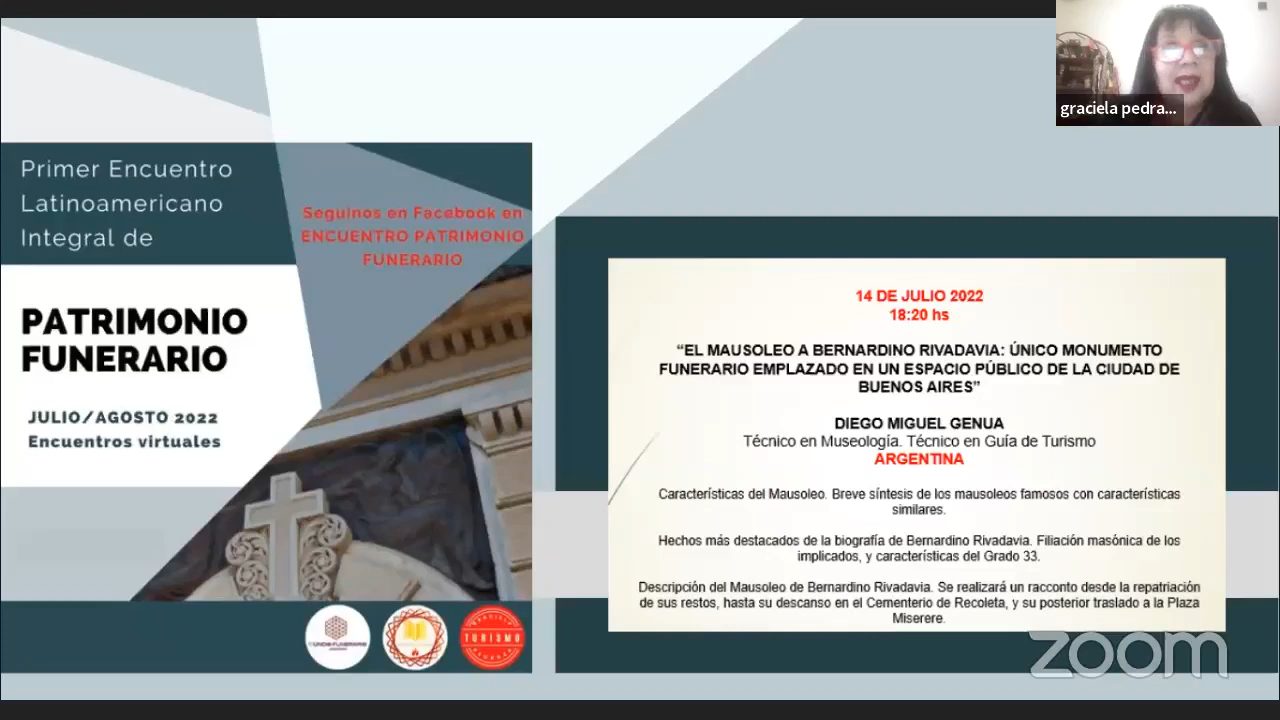 graciela pedra...
Primer Encuentro
Latinoamericano
Integral de
Seguinos en Facebook en
ENCUENTRO PATRIMONIO
FUNERARIO
PATRIMONIO
FUNERARIO
JULIO/AGOSTO 2022
Encuentros virtuales
TURISMO
14 DE JULIO 2022
18:20 hs
“EL MAUSOLEO A BERNARDINO RIVADAVIA: ÚNICO MONUMENTO
FUNERARIO EMPLAZADO EN UN ESPACIO PÚBLICO DE LA CIUDAD DE
BUENOS AIRES”
DIEGO MIGUEL GENUA
Técnico en Museología. Técnico en Guía de Turismo
ARGENTINA
Características del Mausoleo. Breve síntesis de los mausoleos famosos con características
similares.
Hechos más destacados de la biografía de Bernardino Rivadavia. Filiación masónica de los
implicados, y características del Grado 33.
Descripción del Mausoleo de Bernardino Rivadavia. Se realizará un racconto desde la repatriación
de sus restos, hasta su descanso en el Cementerio de Recoleta, y su posterior traslado a la Plaza
Miserere.
zoom